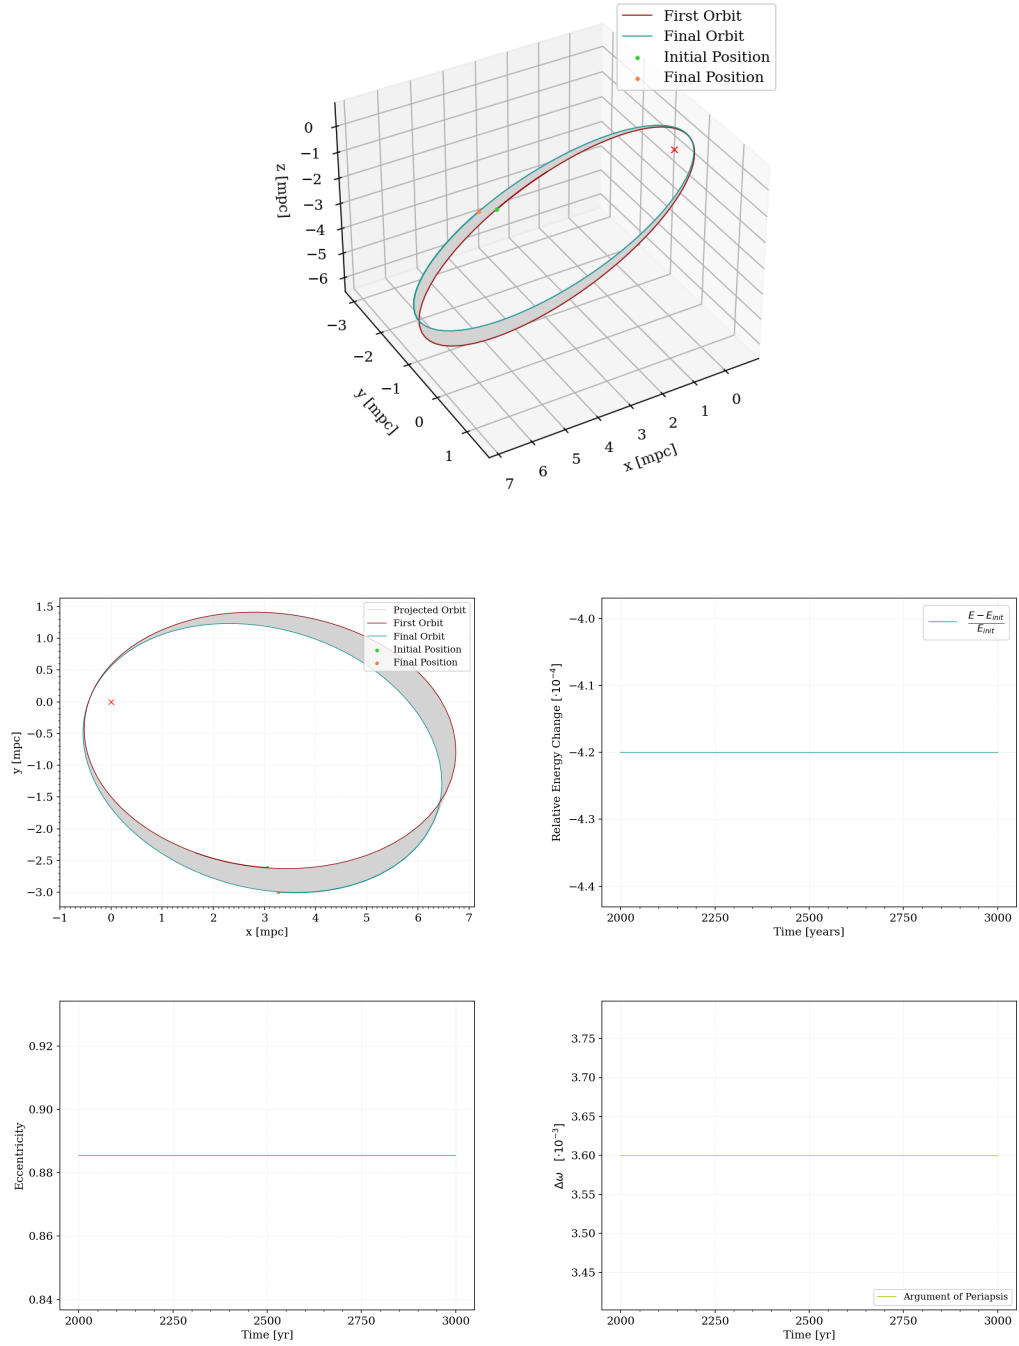 First Orbit
Final Orbit
Initial Position
Final Position
0
−1
−2
−3
−4
−5
−6
z [mpc]
−3
−2
−1
0
1
y [mpc]
7
6
5
4
3
2
1
0
x [mpc]
1.5
1.0
0.5
0.0
−0.5
−1.0
−1.5
−2.0
−2.5
−3.0
y [mpc]
Projected Orbit
First Orbit
Final Orbit
Initial Position
Final Position
−1 0 1 2 3 4 5 6 7
x [mpc]
−4.0
−4.1
−4.2
−4.3
−4.4
Relative Energy Change [·10⁻⁴]
E − E_init
E_init
2000 2250 2500 2750 3000
Time [years]
0.92
0.90
0.88
0.86
0.84
Eccentricity
2000 2250 2500 2750 3000
Time [yr]
3.75
3.70
3.65
3.60
3.55
3.50
3.45
Δω [·10⁻³]
Argument of Periapsis
2000 2250 2500 2750 3000
Time [yr]